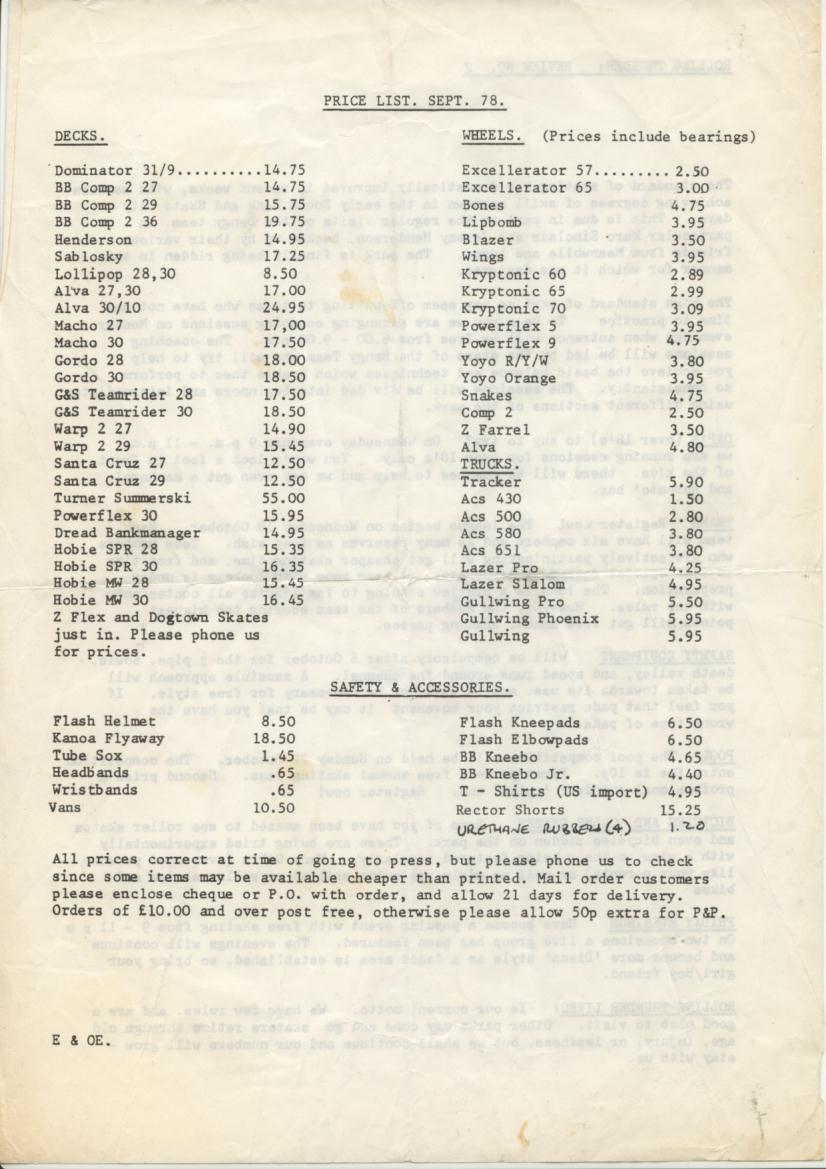 PRICE LIST. SEPT. 78.
DECKS.
Dominator 31/9..........14.75
BB Comp 2 27 14.75
BB Comp 2 29 15.75
BB Comp 2 36 19.75
Henderson 14.95
Sablosky 17.25
Lollipop 28,30 8.50
Alva 27,30 17.00
Alva 30/10 24.95
Macho 27 17,00
Macho 30 17.50
Gordo 28 18.00
Gordo 30 18.50
G&S Teamrider 28 17.50
G&S Teamrider 30 18.50
Warp 2 27 14.90
Warp 2 29 15.45
Santa Cruz 27 12.50
Santa Cruz 29 12.50
Turner Summerski 55.00
Powerflex 30 15.95
Dread Bankmanager 14.95
Hobie SPR 28 15.35
Hobie SPR 30 16.35
Hobie MW 28 15.45
Hobie MW 30 16.45
Z Flex and Dogtown Skates
just in. Please phone us
for prices.
WHEELS. (Prices include bearings)
Excellerator 57......... 2.50
Excellerator 65 3.00
Bones 4.75
Lipbomb 3.95
Blazer 3.50
Wings 3.95
Kryptonic 60 2.89
Kryptonic 65 2.99
Kryptonic 70 3.09
Powerflex 5 3.95
Powerflex 9 4.75
Yoyo R/Y/W 3.80
Yoyo Orange 3.95
Snakes 4.75
Comp 2 2.50
Z Farrel 3.50
Alva 4.80
TRUCKS.
Tracker 5.90
Acs 430 1.50
Acs 500 2.80
Acs 580 3.80
Acs 651 3.80
Lazer Pro 4.25
Lazer Slalom 4.95
Gullwing Pro 5.50
Gullwing Phoenix 5.95
Gullwing 5.95
SAFETY & ACCESSORIES.
Flash Helmet 8.50
Kanoa Flyaway 18.50
Tube Sox 1.45
Headbands .65
Wristbands .65
Vans 10.50
Flash Kneepads 6.50
Flash Elbowpads 6.50
BB Kneebo 4.65
BB Kneebo Jr. 4.40
T - Shirts (US import) 4.95
Rector Shorts 15.25
URETHANE RUBBERS (4) 1.20
All prices correct at time of going to press, but please phone us to check
since some items may be available cheaper than printed. Mail order customers
please enclose cheque or P.O. with order, and allow 21 days for delivery.
Orders of £10.00 and over post free, otherwise please allow 50p extra for P&P.
E & OE.